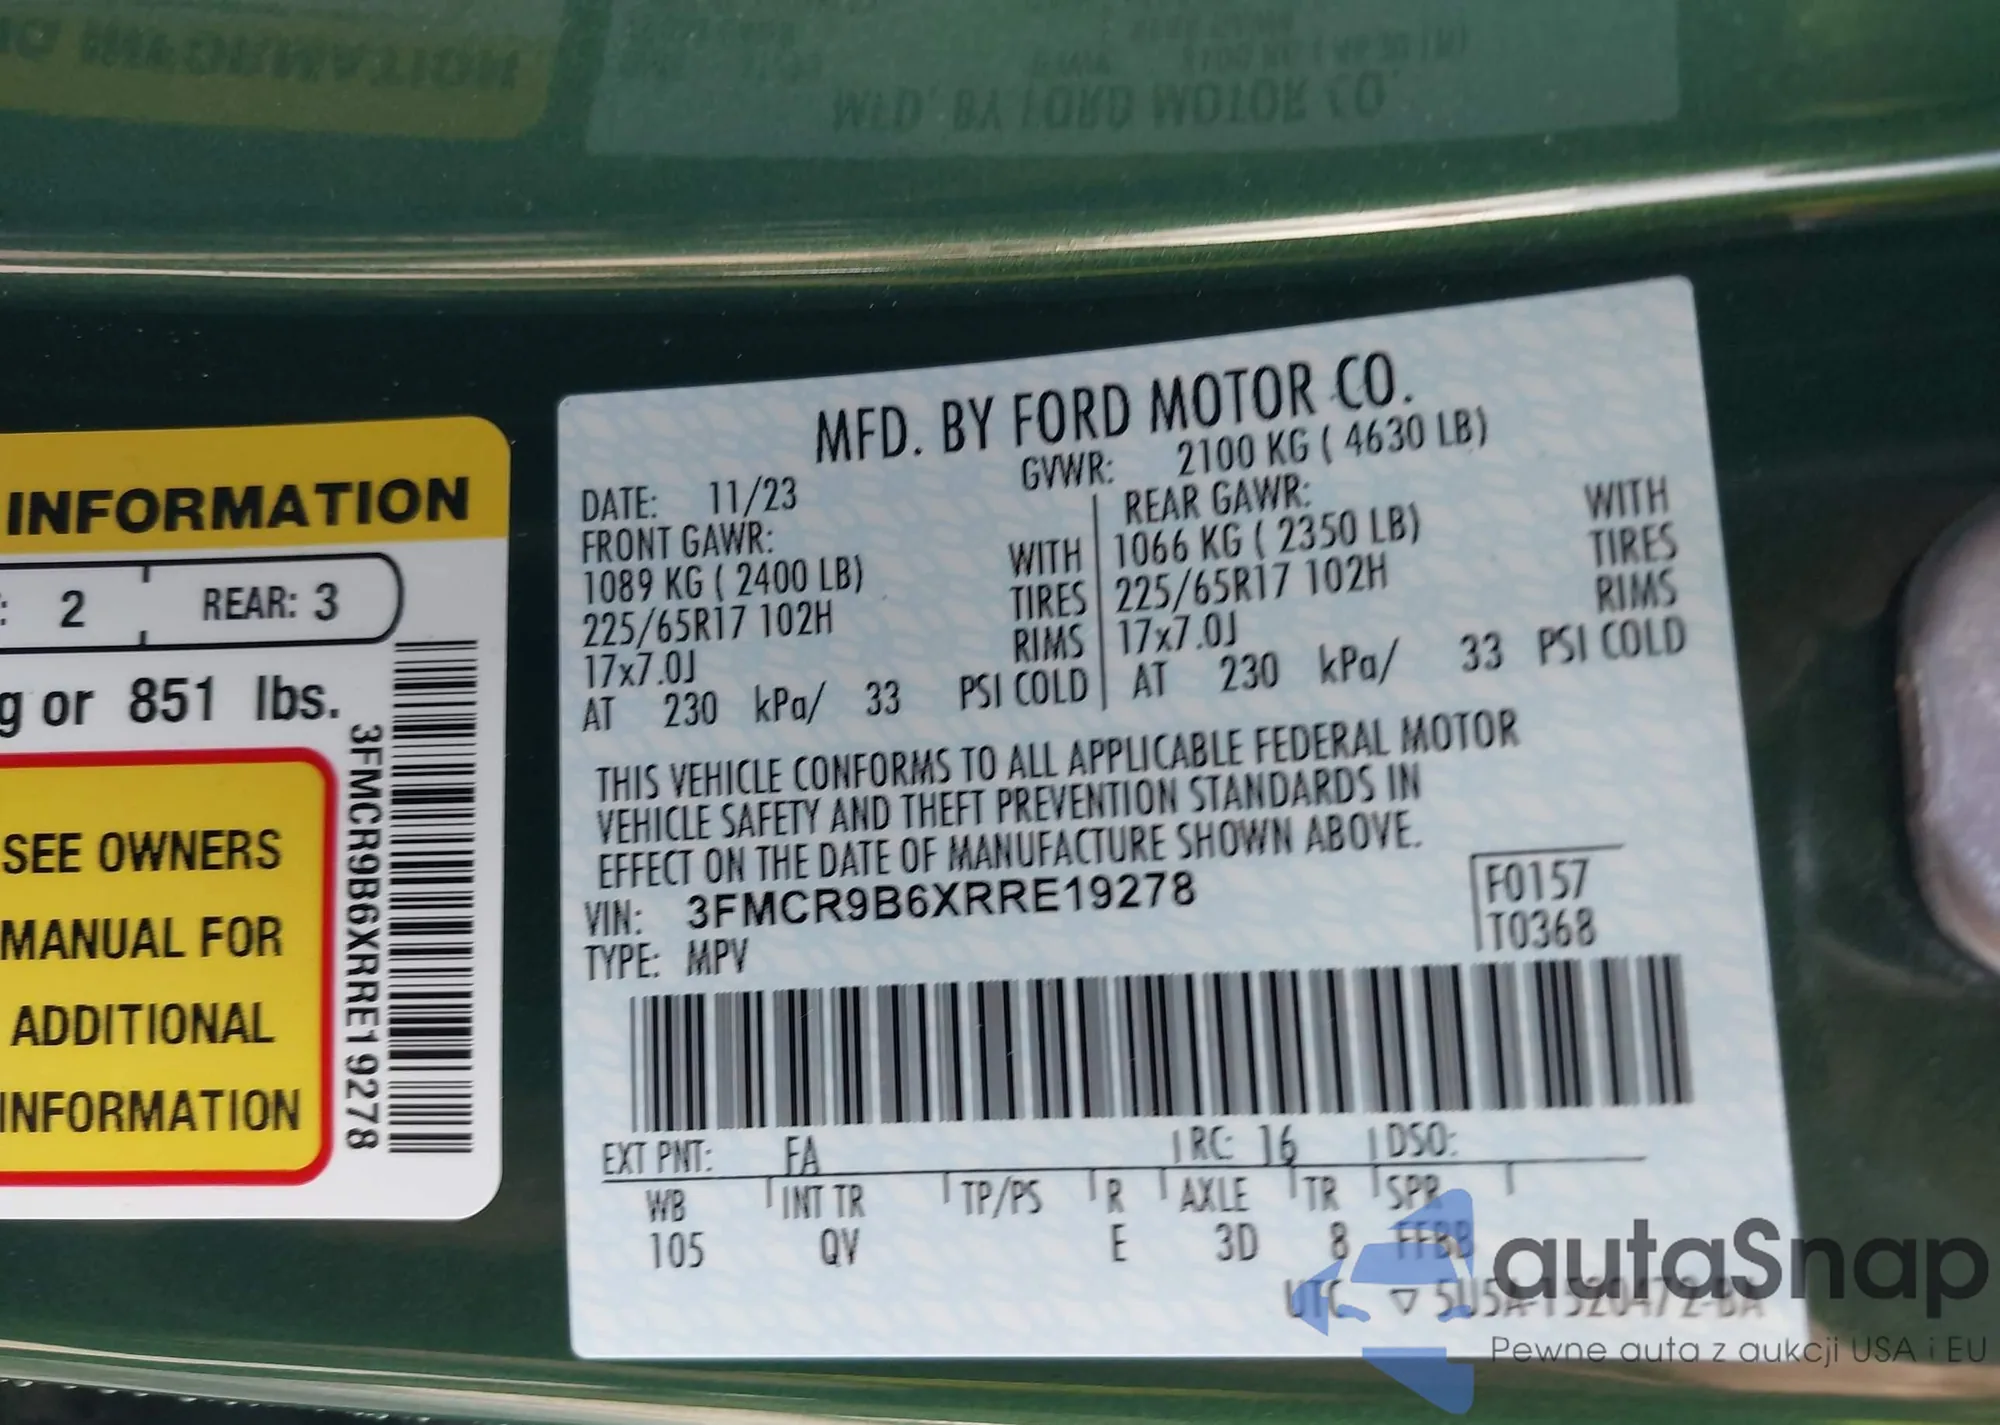 INFORMATION
2 REAR: 3
g or 851 lbs.
SEE OWNERS
MANUAL FOR
ADDITIONAL
INFORMATION
3FMCR9B6XRRE19278
MFD. BY FORD MOTOR CO.
DATE: 11/23 GVWR: 2100 KG ( 4630 LB)
FRONT GAWR: REAR GAWR: WITH
1089 KG ( 2400 LB) WITH 1066 KG ( 2350 LB) TIRES
225/65R17 102H TIRES 225/65R17 102H RIMS
17x7.0J RIMS 17x7.0J
AT 230 kPa/ 33 PSI COLD AT 230 kPa/ 33 PSI COLD
THIS VEHICLE CONFORMS TO ALL APPLICABLE FEDERAL MOTOR
VEHICLE SAFETY AND THEFT PREVENTION STANDARDS IN
EFFECT ON THE DATE OF MANUFACTURE SHOWN ABOVE.
VIN: 3FMCR9B6XRRE19278 F0157
TYPE: MPV T0368
EXT PNT: FA RC: 16 DSO:
WB INT TR TP/PS R AXLE TR SPR
105 QV E 3D 8 FFBB
UTC ▽ 5U5A-1520472-BA
autaSnap
Pewne auta z aukcji USA i EU